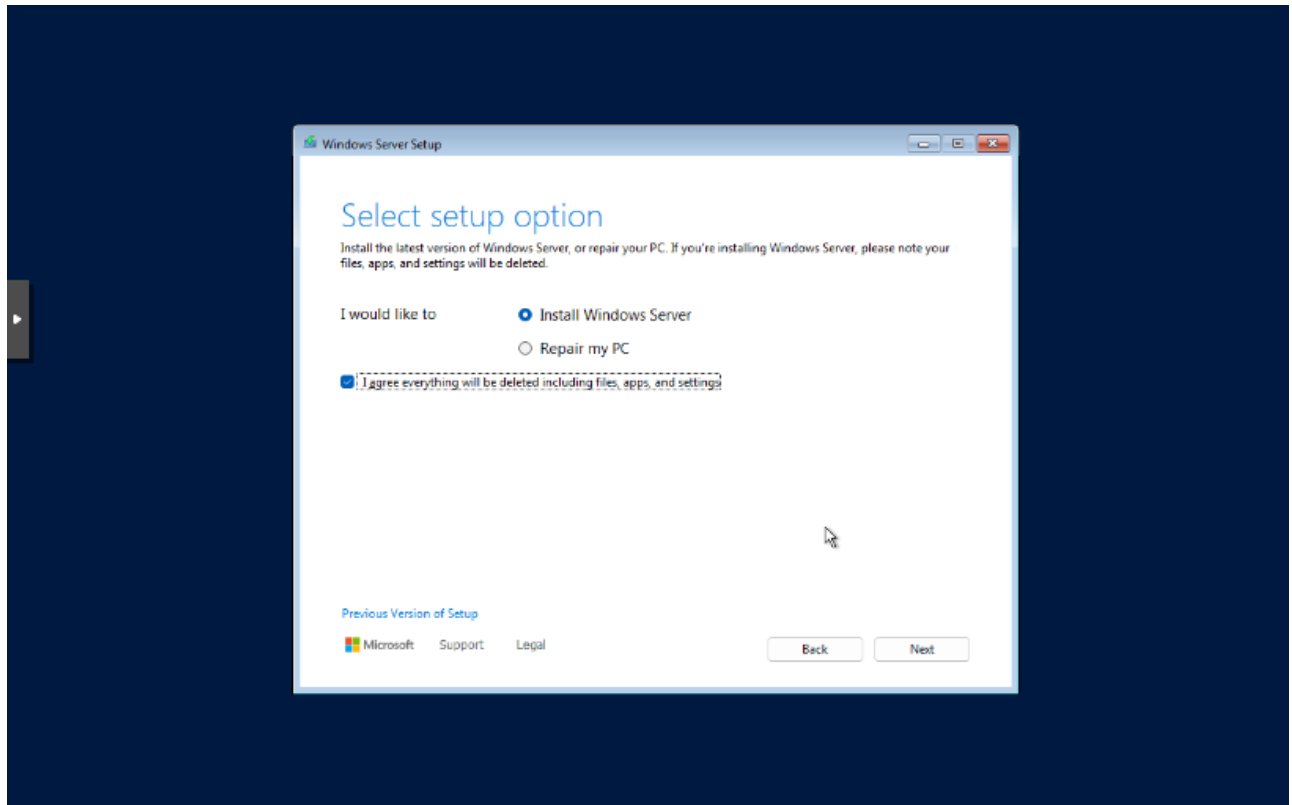 Windows Server Setup
Select setup option
Install the latest version of Windows Server, or repair your PC. If you're installing Windows Server, please note your
files, apps, and settings will be deleted.
I would like to
Install Windows Server
Repair my PC
I agree everything will be deleted including files, apps, and settings
Previous Version of Setup
Microsoft Support Legal
Back Next